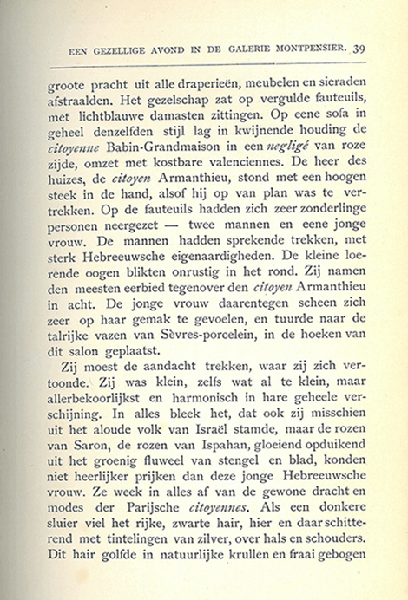 EEN GEZELLIGE AVOND IN DE GALERIE MONTPENSIER. 39
groote pracht uit alle draperieën, meubelen en sieraden
afstraalden. Het gezelschap zat op vergulde fauteuils,
met lichtblauwe damasten zittingen. Op eene sofa in
geheel denzelfden stijl lag in kwijnende houding de
citoyenne Babin-Grandmaison in een negligé van roze
zijde, omzet met kostbare valenciennes. De heer des
huizes, de citoyen Armanthieu, stond met een hoogen
steek in de hand, alsof hij op van plan was te ver-
trekken. Op de fauteuils hadden zich zeer zonderlinge
personen neergezet — twee mannen en eene jonge
vrouw. De mannen hadden sprekende trekken, met
sterk Hebreeuwsche eigenaardigheden. De kleine loe-
rende oogen blikten onrustig in het rond. Zij namen
den meesten eerbied tegenover den citoyen Armanthieu
in acht. De jonge vrouw daarentegen scheen zich
zeer op haar gemak te gevoelen, en tuurde naar de
talrijke vazen van Sèvres-porcelein, in de hoeken van
dit salon geplaatst.
Zij moest de aandacht trekken, waar zij zich ver-
toonde. Zij was klein, zelfs wat al te klein, maar
allerbekoorlijkst en harmonisch in hare geheele ver-
schijning. In alles bleek het, dat ook zij misschien
uit het aloude volk van Israël stamde, maar de rozen
van Saron, de rozen van Ispahan, gloeiend opduikend
uit het groenig fluweel van stengel en blad, konden
niet heerlijker prijken dan deze jonge Hebreeuwsche
vrouw. Ze week in alles af van de gewone dracht en
modes der Parijsche citoyennes. Als een donkere
sluier viel het rijke, zwarte hair, hier en daar schitte-
rend met tintelingen van zilver, over hals en schouders.
Dit hair golfde in natuurlijke krullen en fraai gebogen